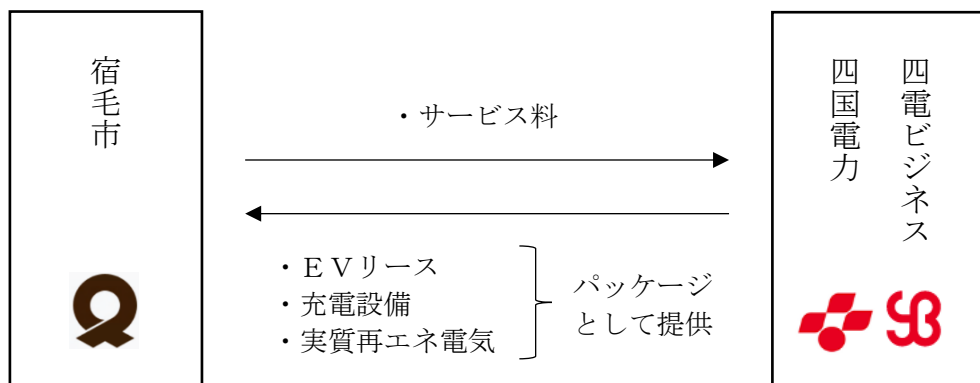 宿毛市
・サービス料
・ＥＶリース
・充電設備
・実質再エネ電気
パッケージ
として提供
四電ビジネス
四国電力